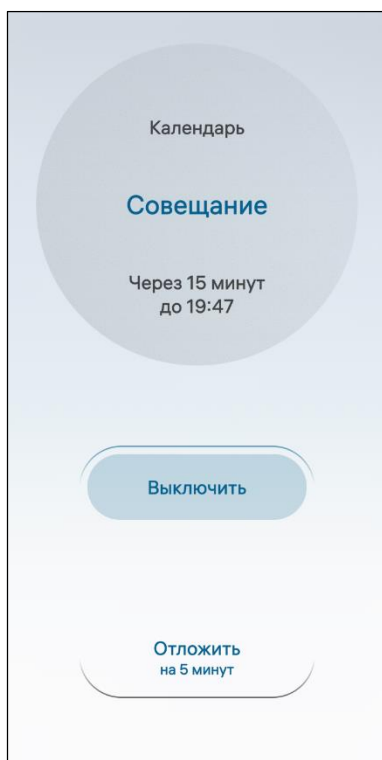 Календарь
Совещание
Через 15 минут
до 19:47
Выключить
Отложить
на 5 минут